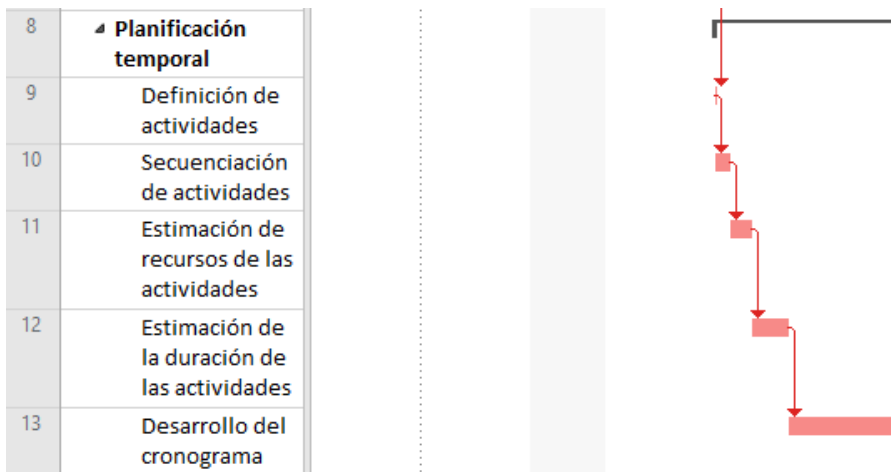 8
Planificación
temporal
9
Definición de
actividades
10
Secuenciación
de actividades
11
Estimación de
recursos de las
actividades
12
Estimación de
la duración de
las actividades
13
Desarrollo del
cronograma